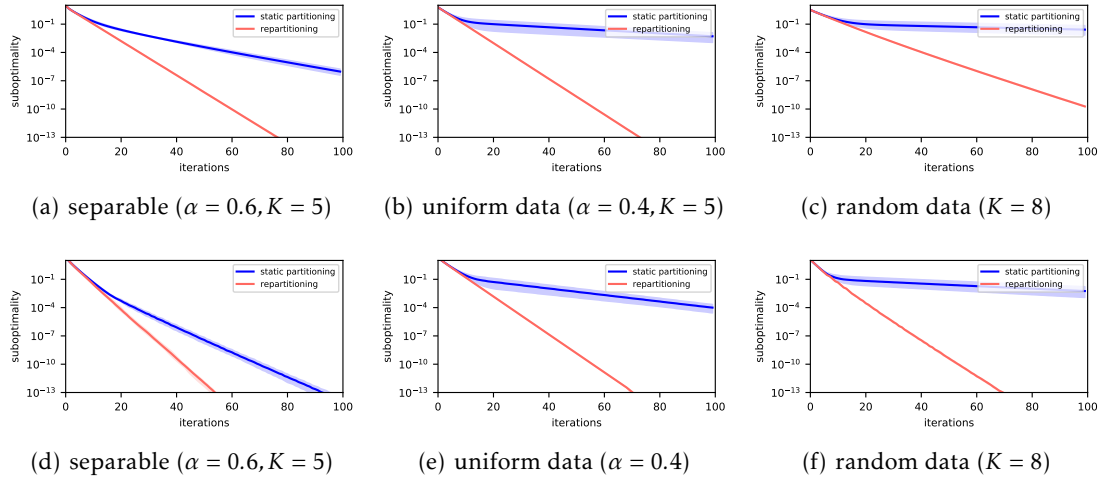 10⁻¹
10⁻⁴
10⁻⁷
10⁻¹⁰
10⁻¹³
suboptimality
static partitioning
repartitioning
0 20 40 60 80 100
iterations
(a) separable (α = 0.6, K = 5)
10⁻¹
10⁻⁴
10⁻⁷
10⁻¹⁰
10⁻¹³
suboptimality
static partitioning
repartitioning
0 20 40 60 80 100
iterations
(b) uniform data (α = 0.4, K = 5)
10⁻¹
10⁻⁴
10⁻⁷
10⁻¹⁰
10⁻¹³
suboptimality
static partitioning
repartitioning
0 20 40 60 80 100
iterations
(c) random data (K = 8)
10⁻¹
10⁻⁴
10⁻⁷
10⁻¹⁰
10⁻¹³
suboptimality
static partitioning
repartitioning
0 20 40 60 80 100
iterations
(d) separable (α = 0.6, K = 5)
10⁻¹
10⁻⁴
10⁻⁷
10⁻¹⁰
10⁻¹³
suboptimality
static partitioning
repartitioning
0 20 40 60 80 100
iterations
(e) uniform data (α = 0.4)
10⁻¹
10⁻⁴
10⁻⁷
10⁻¹⁰
10⁻¹³
suboptimality
static partitioning
repartitioning
0 20 40 60 80 100
iterations
(f) random data (K = 8)